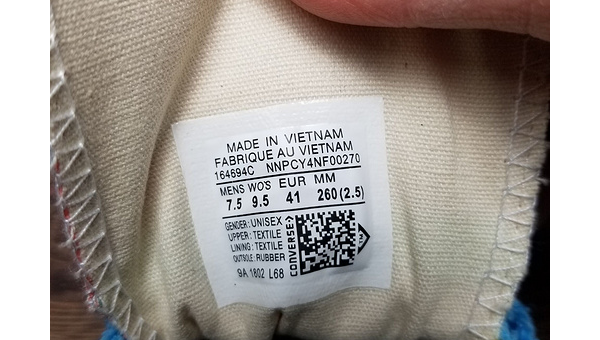 MADE IN VIETNAM
FABRIQUE AU VIETNAM
164694C NNPCY4NF00270
MENS WO'S EUR MM
7.5 9.5 41 260(2.5)
GENDER: UNISEX
UPPER: TEXTILE
LINING: TEXTILE
OUTSOLE: RUBBER
CONVERSE
9A 1802 L68